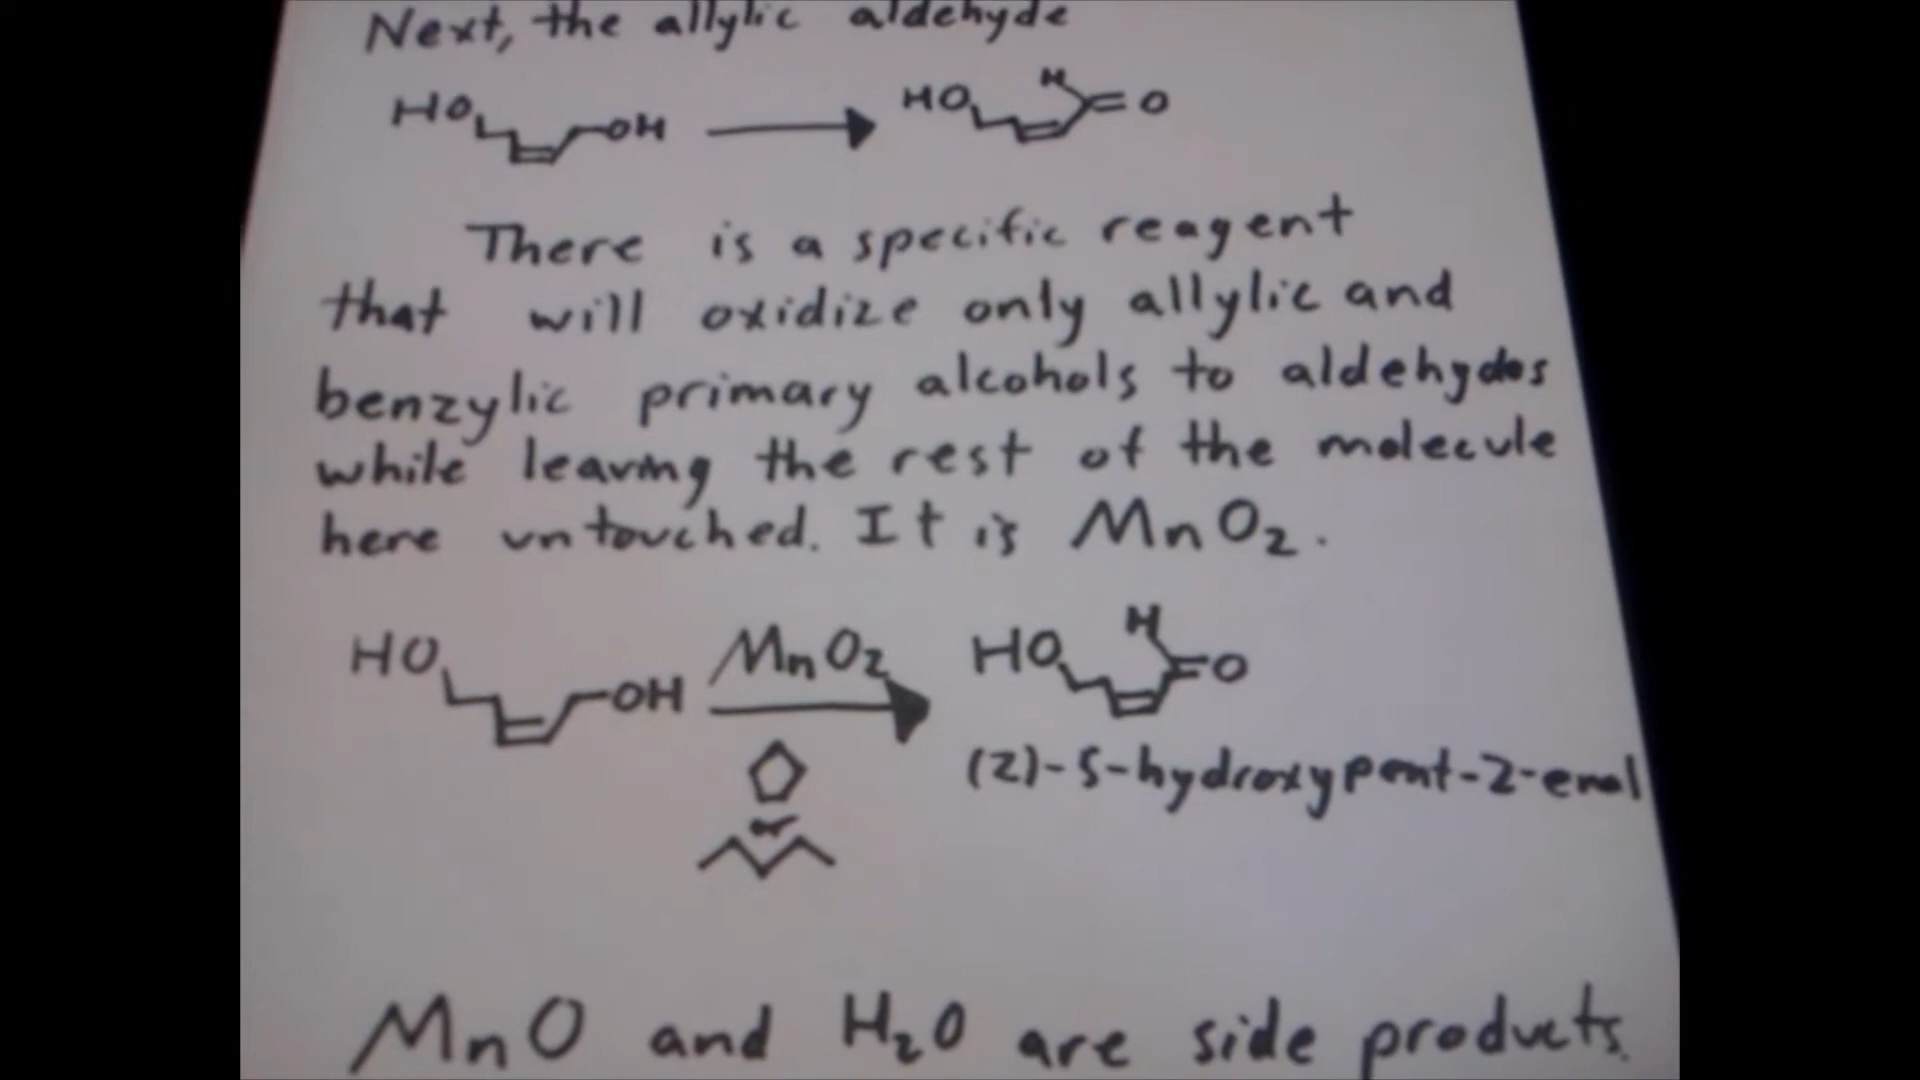 Next, the allylic aldehyde
HO OH HO H O
There is a specific reagent
that will oxidize only allylic and
benzylic primary alcohols to aldehydes
while leaving the rest of the molecule
here untouched. It is MnO₂.
HO OH MnO₂ HO H O
(Z)-5-hydroxypent-2-enal
or
MnO and H₂O are side products.